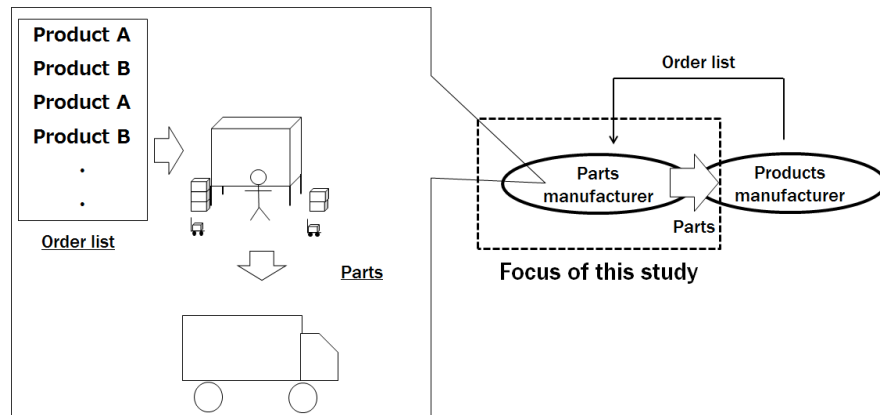 Product A
Product B
Product A
Product B
.
.
Order list
Parts
Order list
Parts
manufacturer
Products
manufacturer
Parts
Focus of this study